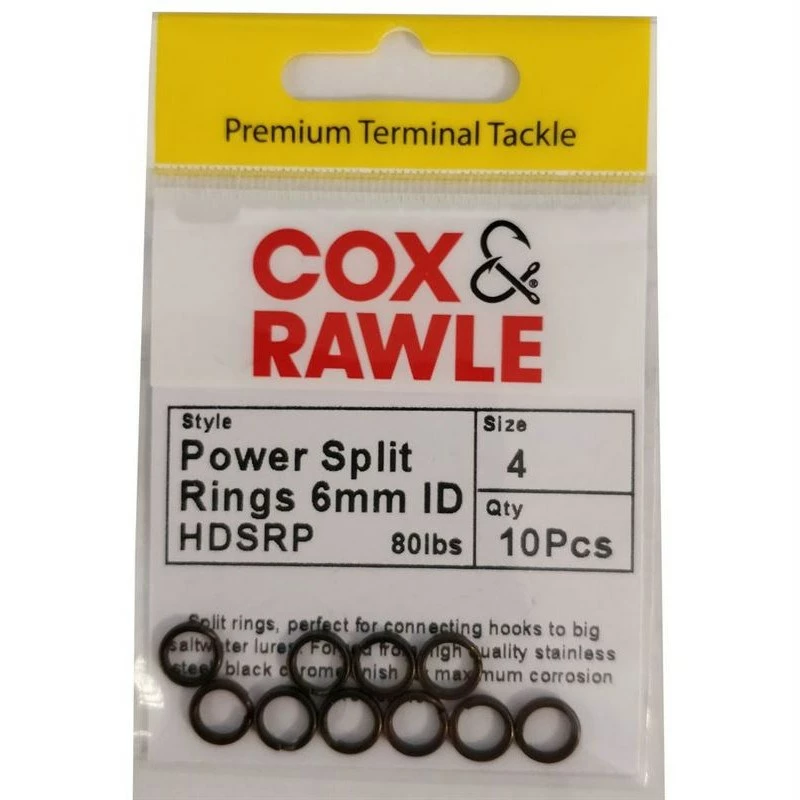 Premium Terminal Tackle
COX &
RAWLE
®
Style
Power Split
Rings 6mm ID
HDSRP 80lbs
Size
4
Qty
10Pcs
Split rings, perfect for connecting hooks to big
saltwater lures. Forged from high quality stainless
steel black chrome finish maximum corrosion